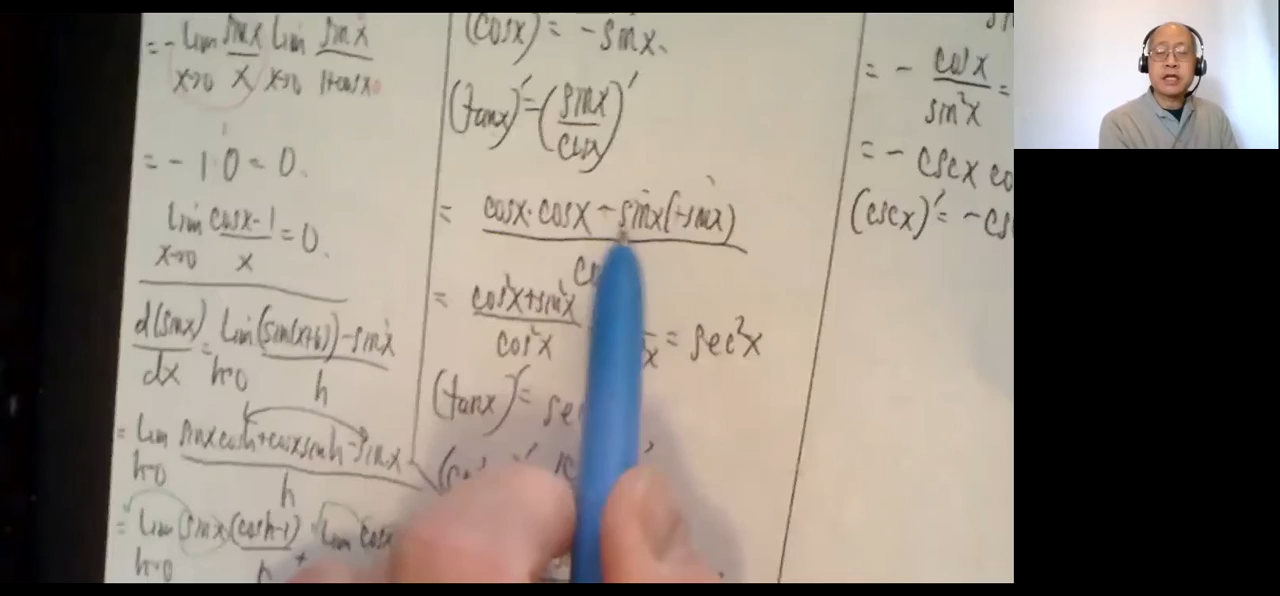 = - lim sinx/x lim sinx/1+cosx
x→0 x→0
= - 1·0 = 0.
lim cosx-1/x = 0.
x→0
d(sinx)/dx = lim (sin(x+h)) - sinx/h
h→0
= lim sinx cosh + cosx sinh - sinx/h
h→0
= lim sinx (cosh-1)/h + lim cosx
h→0
(cosx)' = - sinx.
(tanx)' = (sinx/cosx)'
= cosx·cosx - sinx(-sinx)
= cos²x + sin²x/cos²x = sec²x
(tanx)' = sec
= - cosx/sin²x =
= - cscx co
(cscx)' = - cs